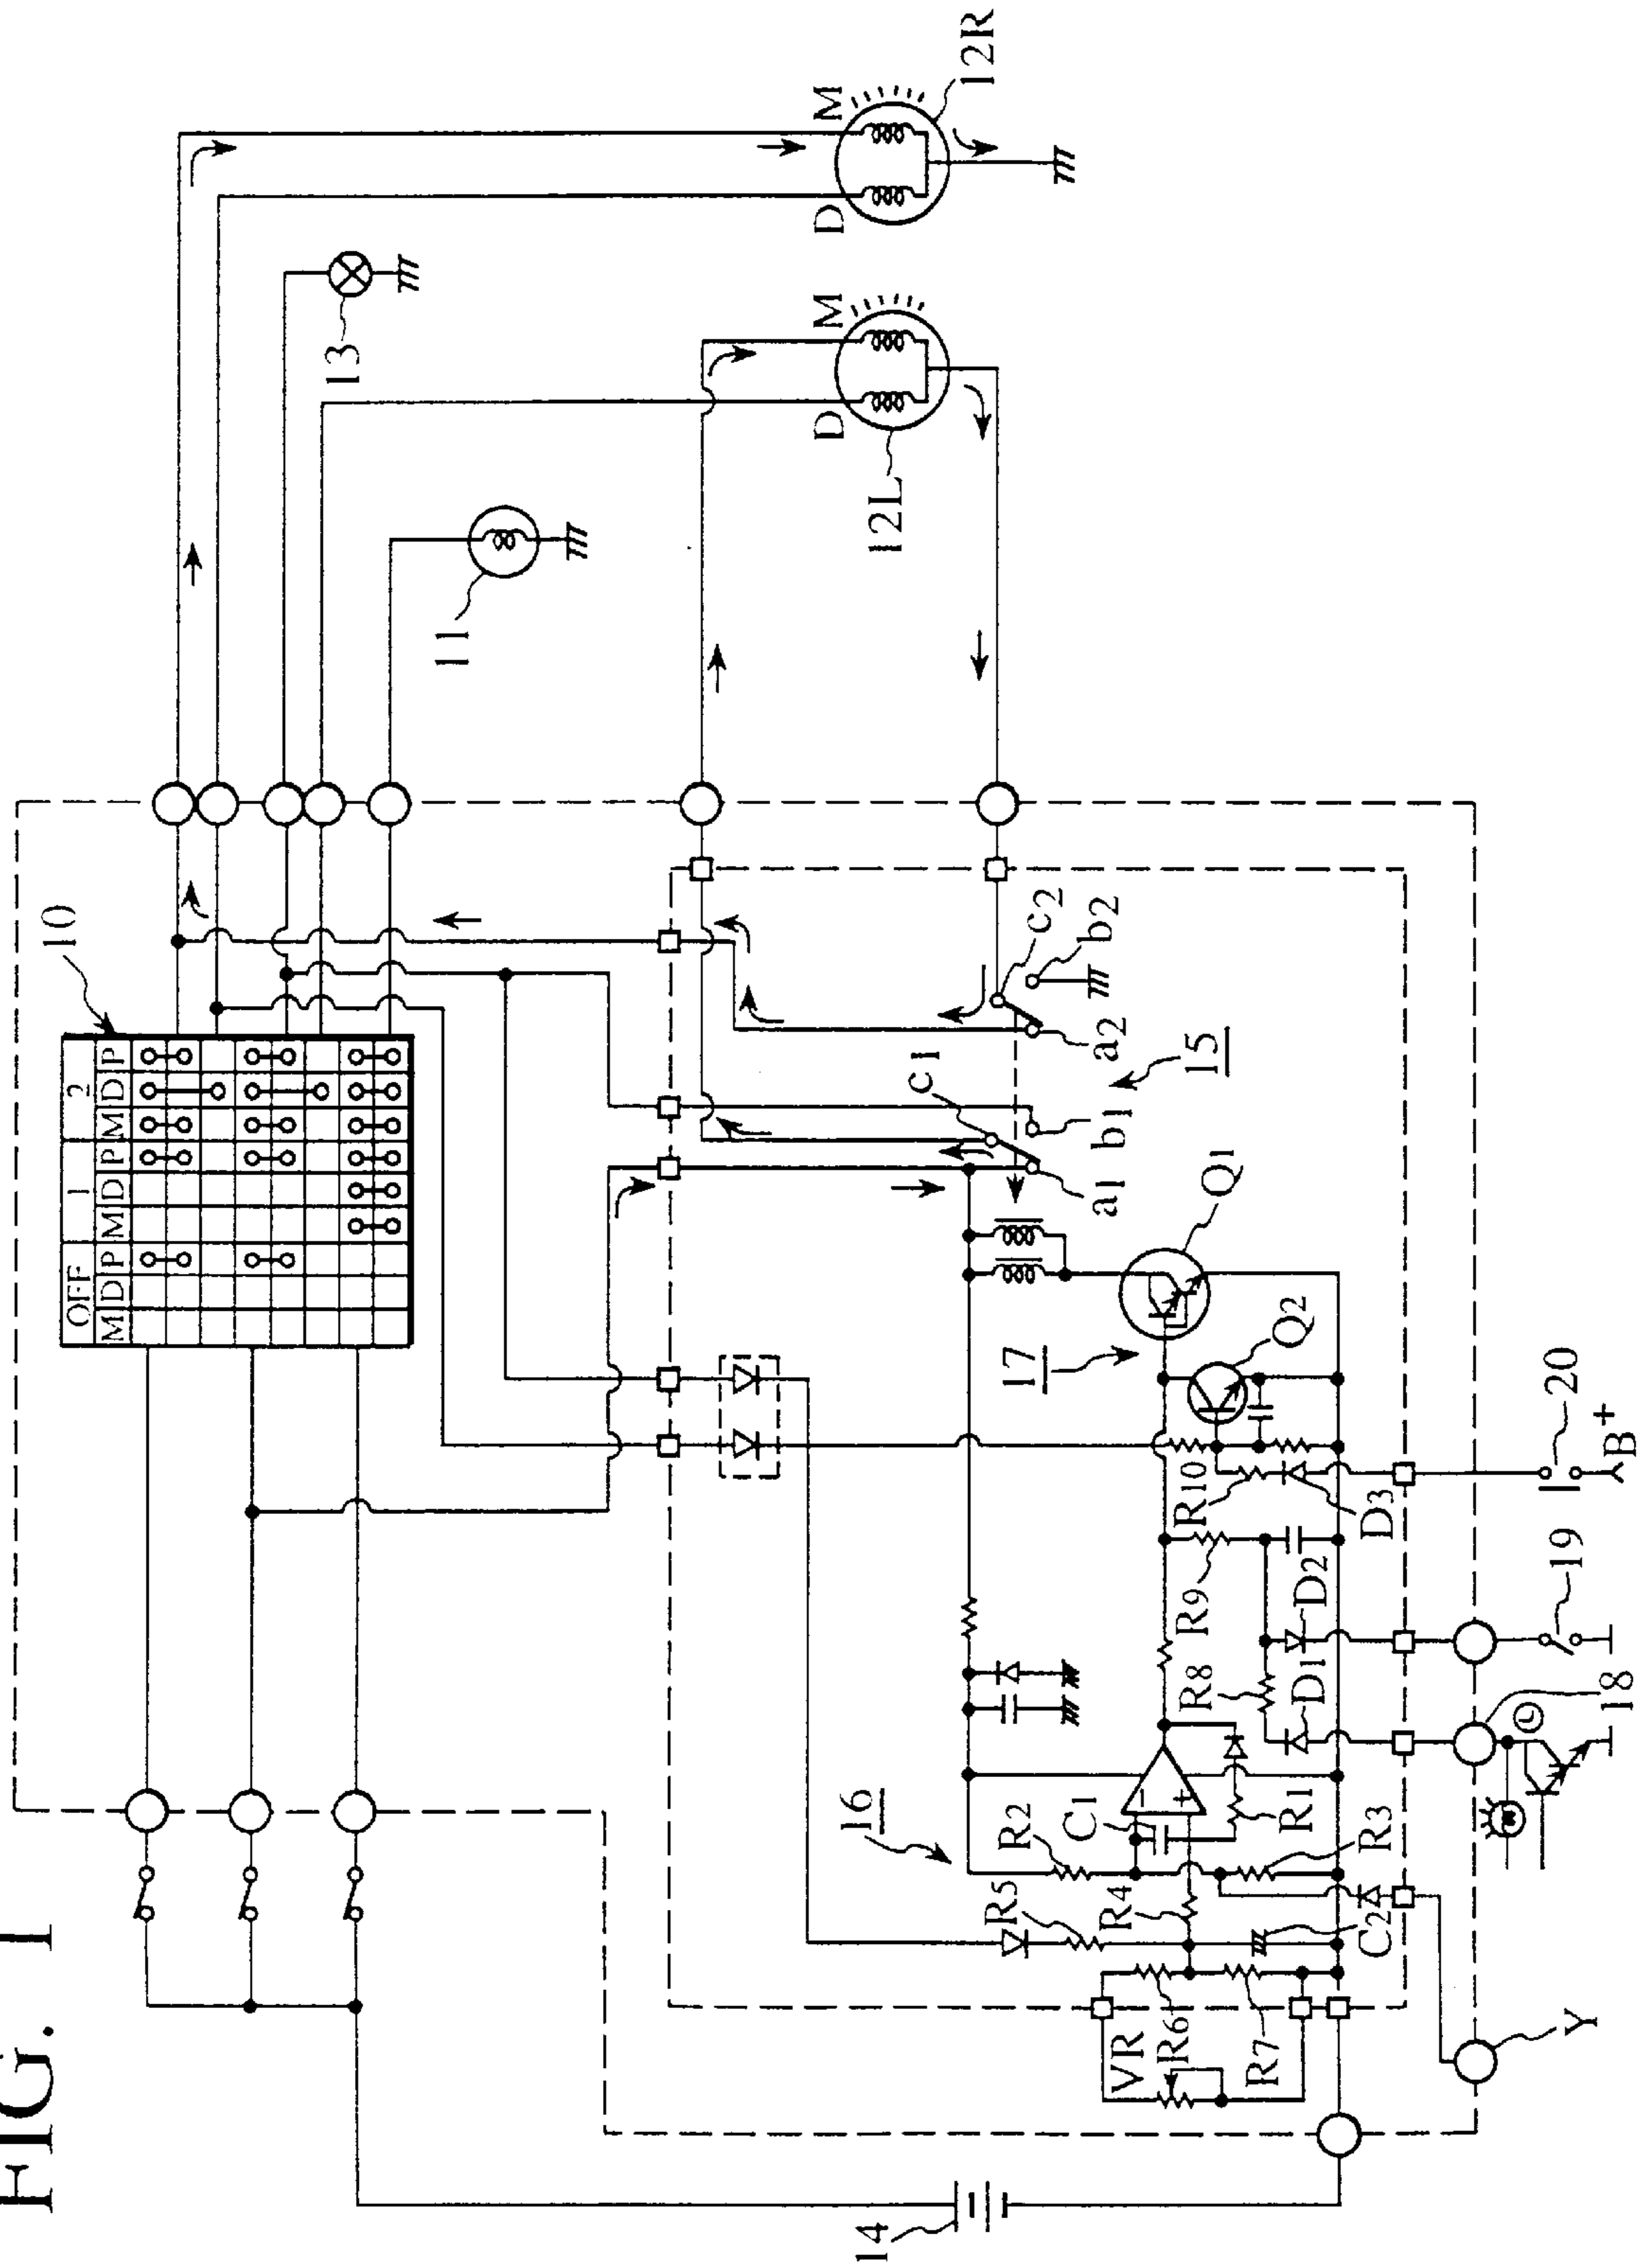 FIG. 1
10
OFF 1 2
M D P M D P M D P
11
13
D M
12L
D M
12R
14
15
a1 b1 c1
a2 b2 c2
16
17
Q1
Q2
R10
D3
R9
R8
D1
D2
C1
R1
R2
R3
R4
R5
C2
VR
R6
R7
Y
18
19
20
B+